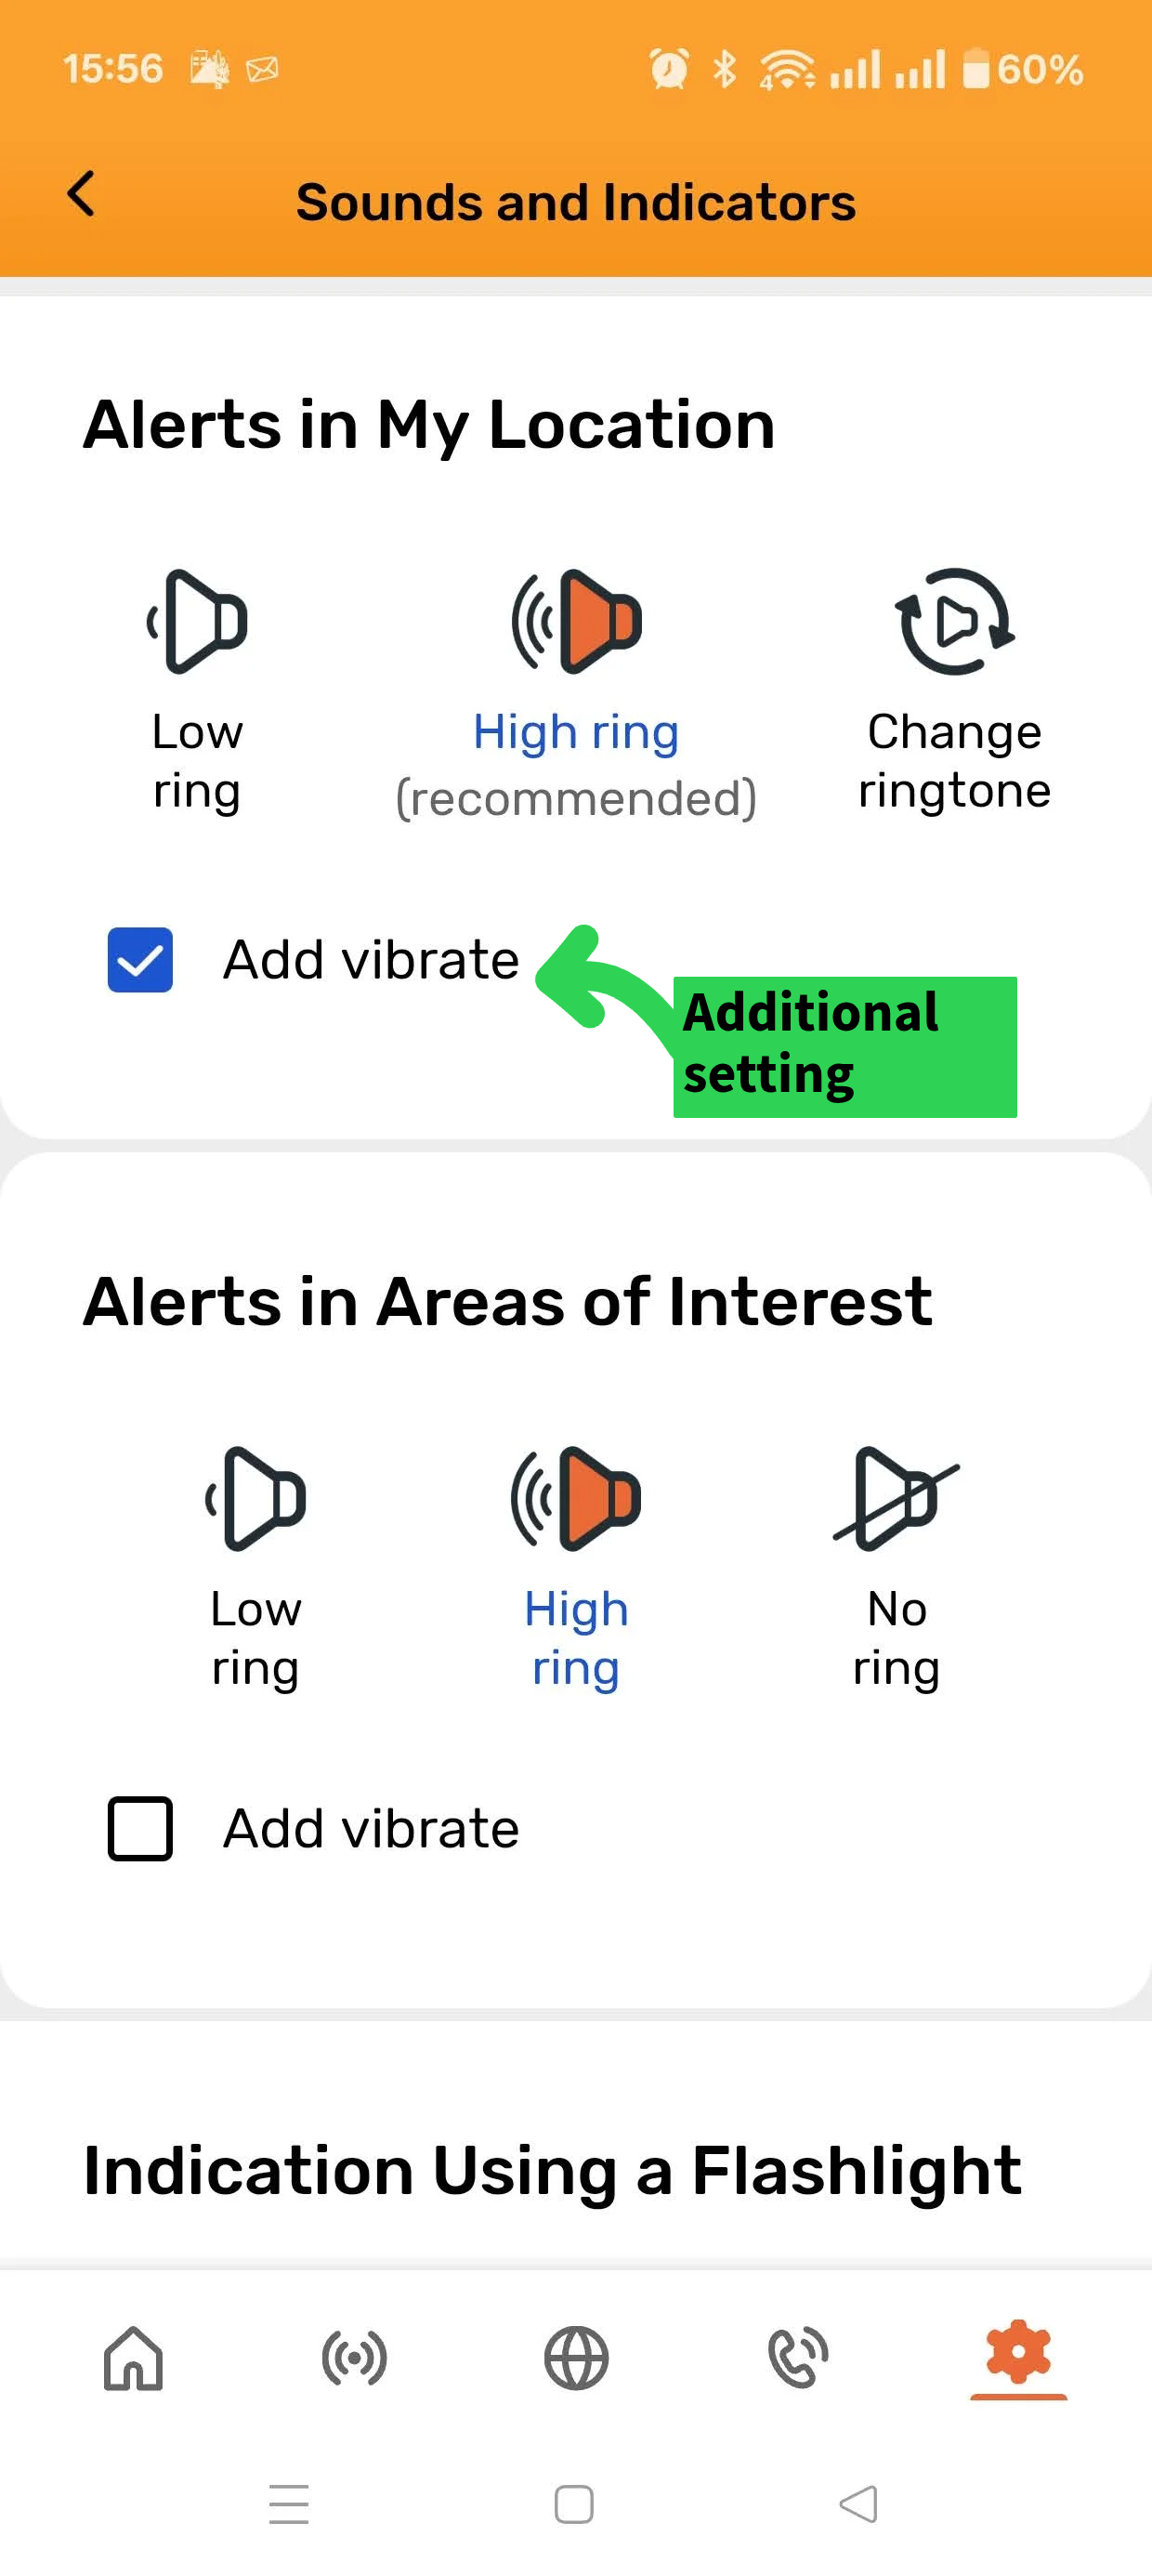 15:56
4
60%
Sounds and Indicators
Alerts in My Location
Low
ring
High ring
(recommended)
Change
ringtone
Add vibrate
Additional
setting
Alerts in Areas of Interest
Low
ring
High
ring
No
ring
Add vibrate
Indication Using a Flashlight